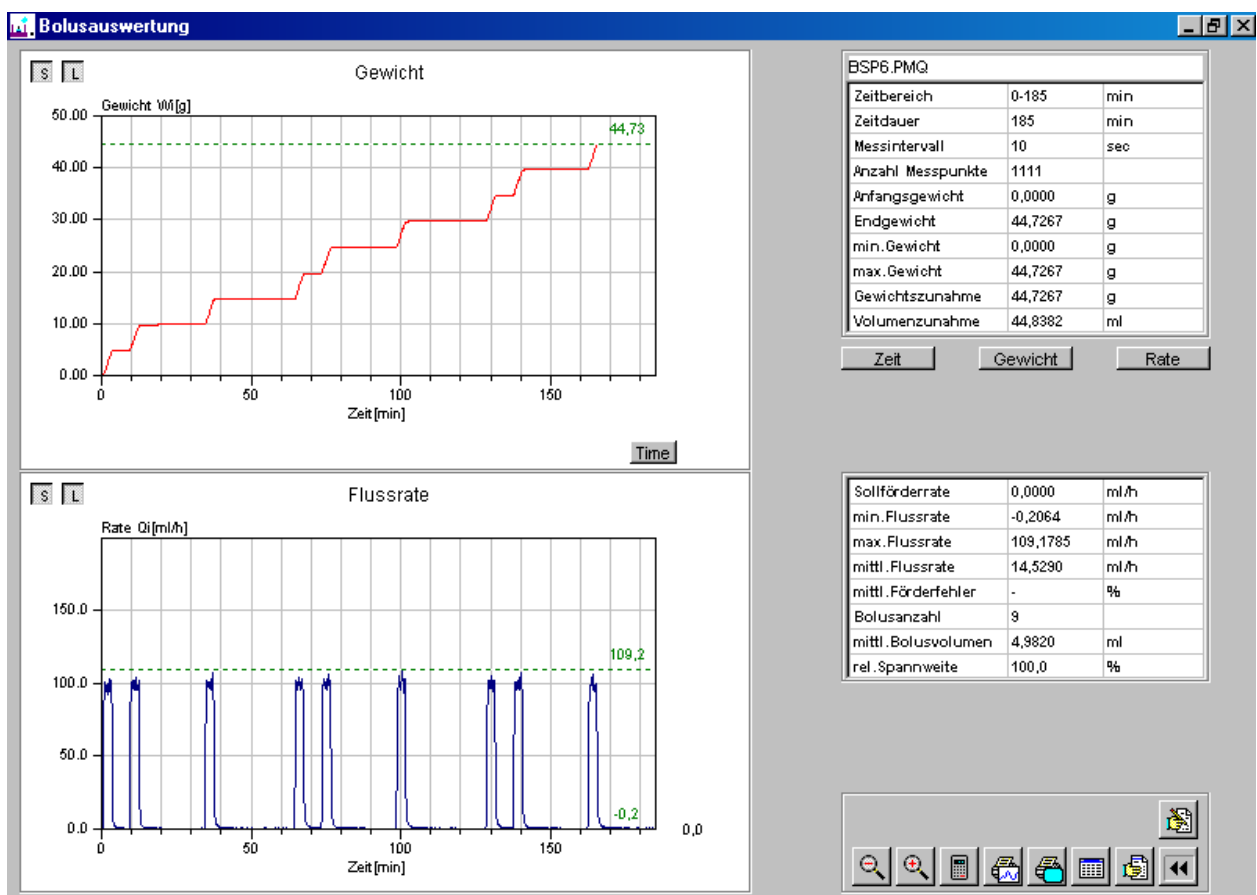 Bolusauswertung
S L Gewicht
Gewicht Wi[g]
50.00
44,73
40.00
30.00
20.00
10.00
0.00
0 50 100 150
Zeit[min]
Time
S L Flussrate
Rate Qi[ml/h]
150.0
109,2
100.0
50.0
-0,2
0.0
0,0
0 50 100 150
Zeit[min]
BSP6.PMQ
Zeitbereich 0-185 min
Zeitdauer 185 min
Messintervall 10 sec
Anzahl Messpunkte 1111
Anfangsgewicht 0,0000 g
Endgewicht 44,7267 g
min.Gewicht 0,0000 g
max.Gewicht 44,7267 g
Gewichtszunahme 44,7267 g
Volumenzunahme 44,8382 ml
Zeit Gewicht Rate
Sollförderrate 0,0000 ml/h
min.Flussrate -0,2064 ml/h
max.Flussrate 109,1785 ml/h
mittl.Flussrate 14,5290 ml/h
mittl.Förderfehler - %
Bolusanzahl 9
mittl.Bolusvolumen 4,9820 ml
rel.Spannweite 100,0 %